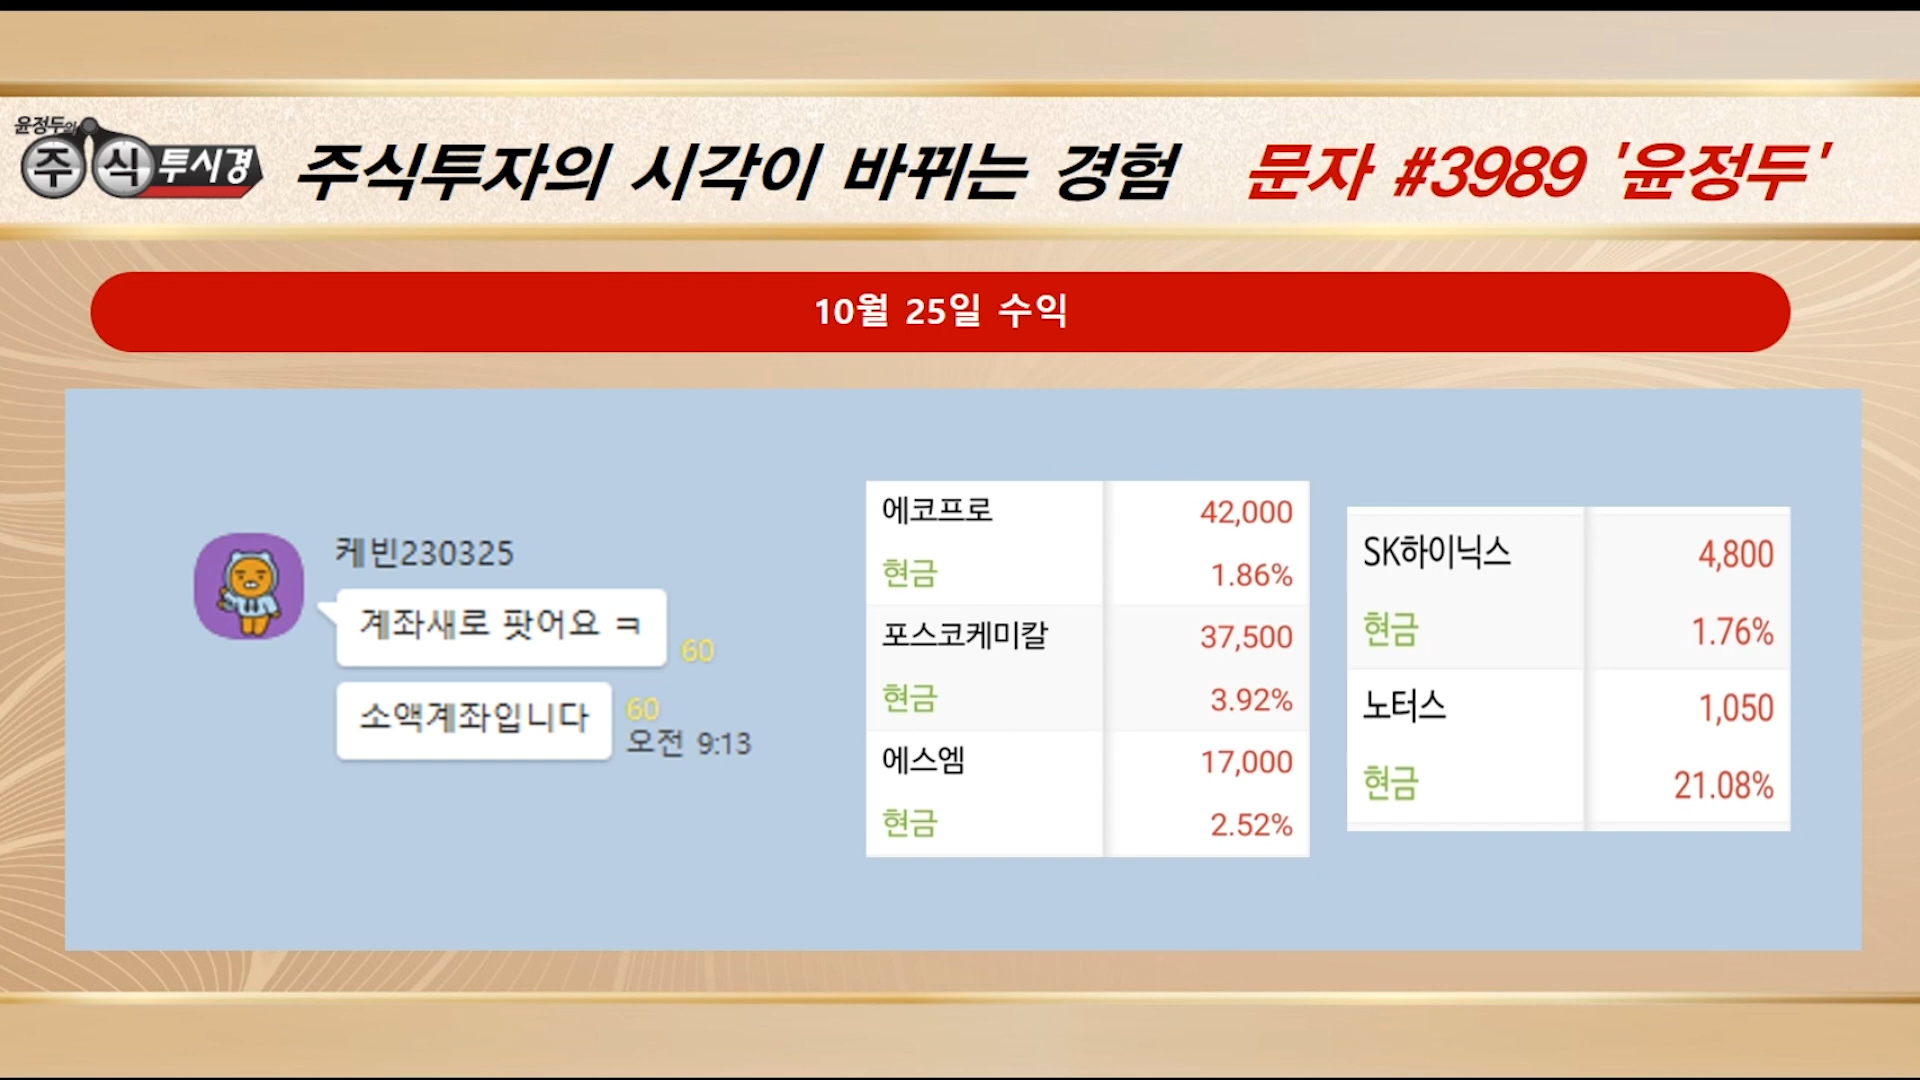 윤정두의
주식투시경
주식투자의 시각이 바뀌는 경험 문자 #3989 '윤정두'
10월 25일 수익
케빈230325
계좌새로 팟어요 ㅋ
60
소액계좌입니다
60
오전 9:13
에코프로 42,000
현금 1.86%
포스코케미칼 37,500
현금 3.92%
에스엠 17,000
현금 2.52%
SK하이닉스 4,800
현금 1.76%
노터스 1,050
현금 21.08%